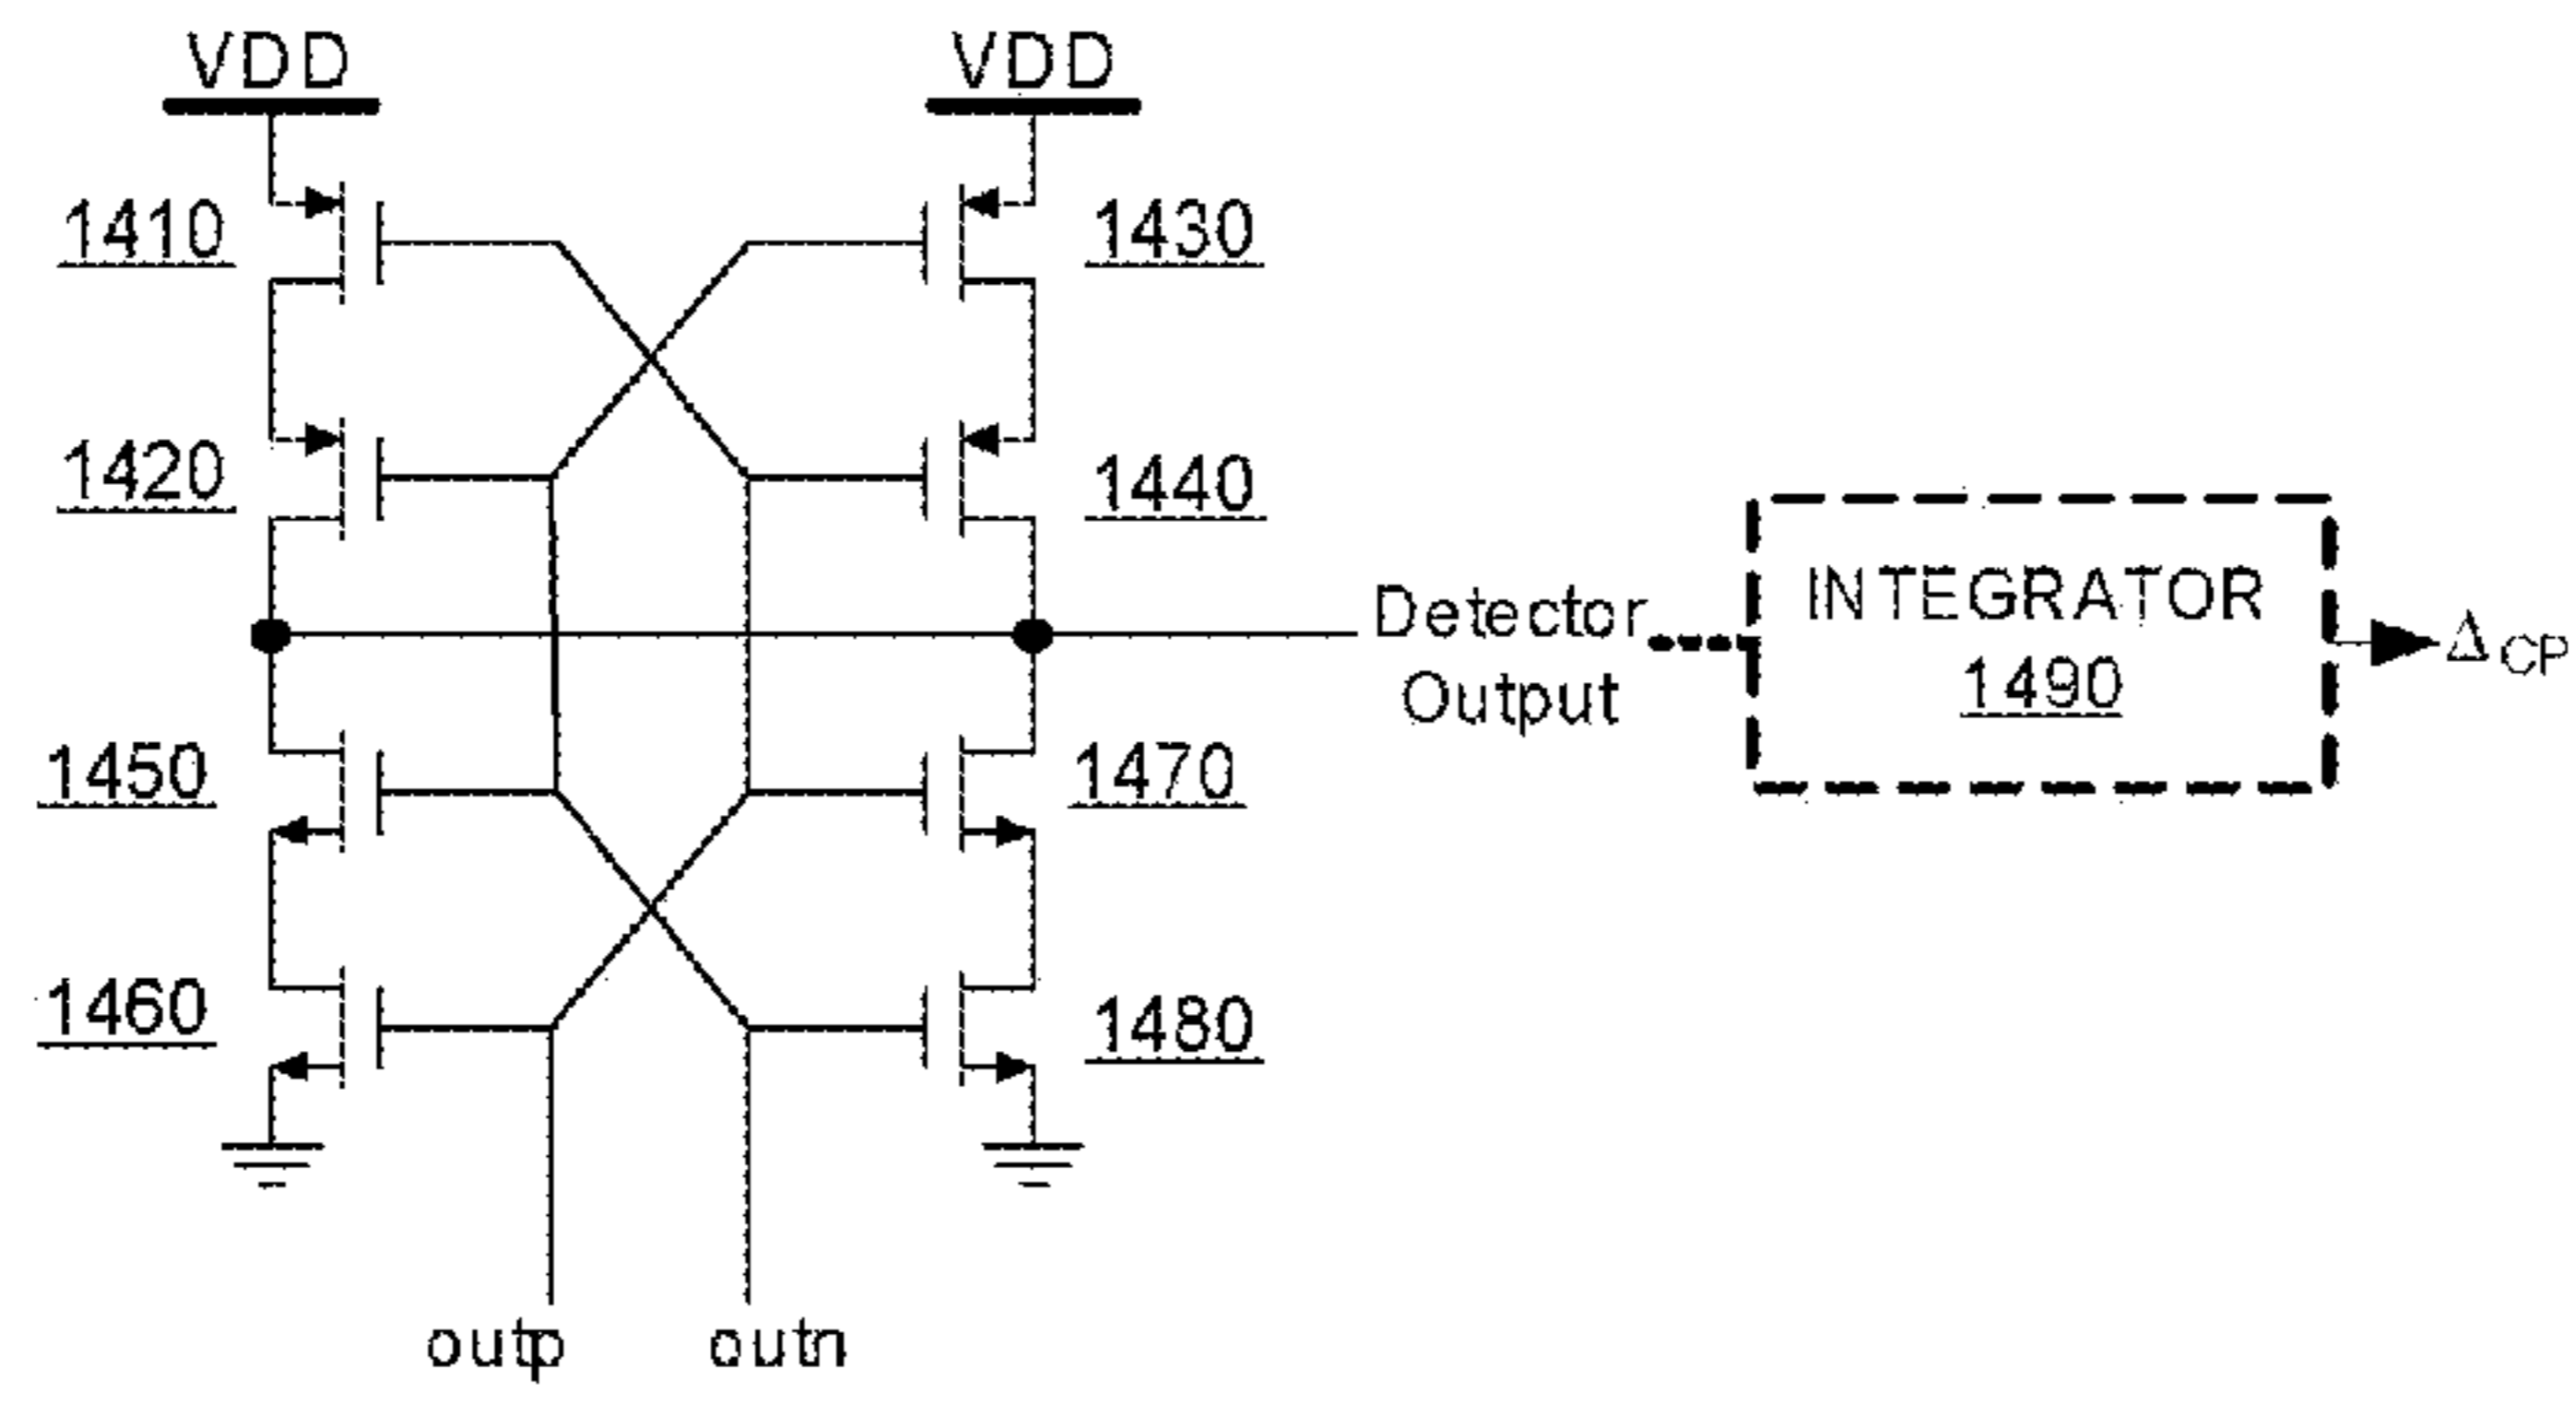 VDD
VDD
1410
1430
1420
1440
Detector
Output
INTEGRATOR
1490
ΔCP
1450
1470
1460
1480
outp
outn